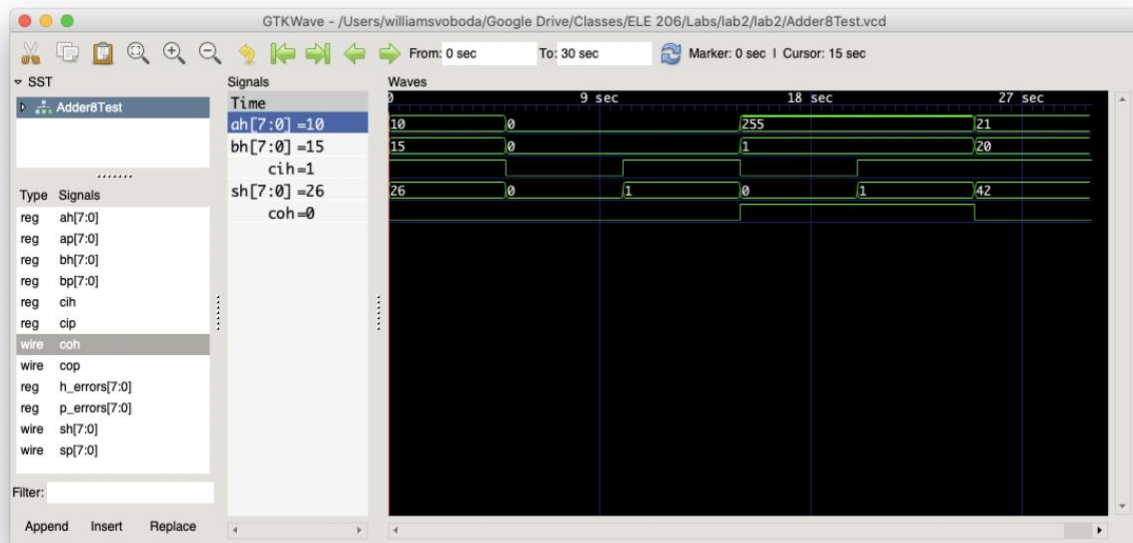 GTKWave - /Users/williamsvoboda/Google Drive/Classes/ELE 206/Labs/lab2/lab2/Adder8Test.vcd
From: 0 sec To: 30 sec Marker: 0 sec | Cursor: 15 sec
SST
Adder8Test
Type Signals
reg ah[7:0]
reg ap[7:0]
reg bh[7:0]
reg bp[7:0]
reg cih
reg cip
wire coh
wire cop
reg h_errors[7:0]
reg p_errors[7:0]
wire sh[7:0]
wire sp[7:0]
Filter:
Append Insert Replace
Signals
Time
ah[7:0] =10
bh[7:0] =15
cih=1
sh[7:0] =26
coh=0
Waves
0 9 sec 18 sec 27 sec
10 0 255 21
15 0 1 20
26 0 1 0 1 42